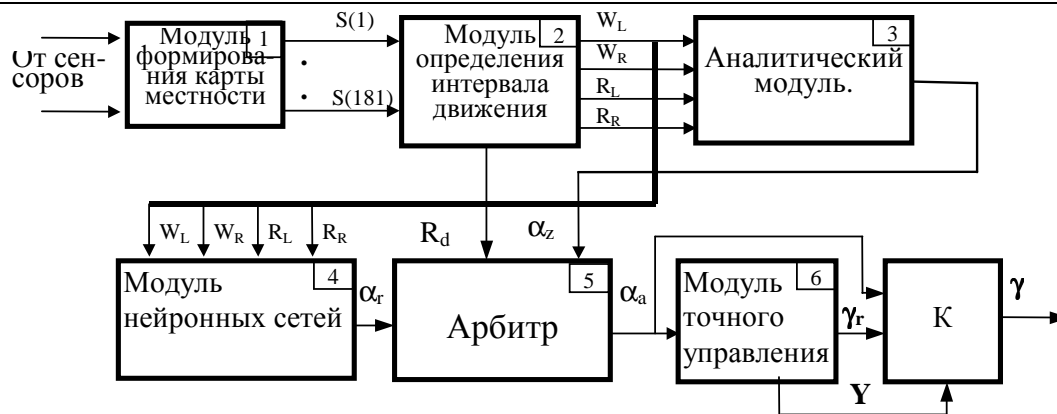 От сен-
соров
Модуль
формирова-
ния карты
местности
1
S(1)
.
.
S(181)
Модуль
определения
интервала
движения
2
W_L
W_R
R_L
R_R
Аналитический
модуль.
3
W_L W_R R_L R_R
R_d
α_z
Модуль
нейронных сетей
4
α_r
Арбитр
5
α_a
Модуль
точного
управления
6
γ_r
Y
К
γ